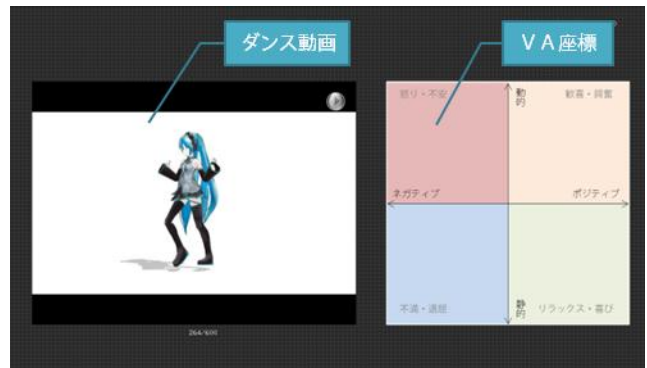 ダンス動画
ＶＡ座標
怒り・不安
動的
歓喜・興奮
ネガティブ
ポジティブ
不満・退屈
静的
リラックス・喜び
264/600